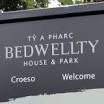 TŶ A PHARC
BEDWELLTY
HOUSE & PARK
Croeso Welcome